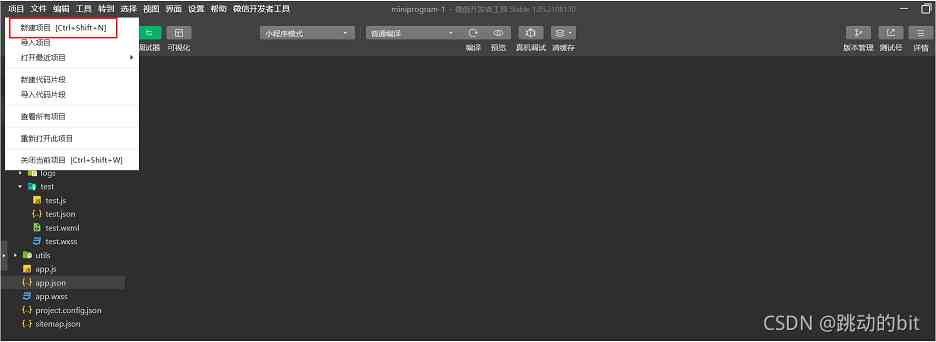 项目 文件 编辑 工具 转到 选择 视图 界面 设置 帮助 微信开发者工具
miniprogram-1 - 微信开发者工具 Stable 1.05.2108130
新建项目 [Ctrl+Shift+N]
导入项目
打开最近项目
新建代码片段
导入代码片段
查看所有项目
重新打开此项目
关闭当前项目 [Ctrl+Shift+W]
调试器 可视化
小程序模式
普通编译
编译 预览 真机调试 清缓存
版本管理 测试号 详情
logs
test
test.js
test.json
test.wxml
test.wxss
utils
app.js
app.json
app.wxss
project.config.json
sitemap.json
CSDN @跳动的bit